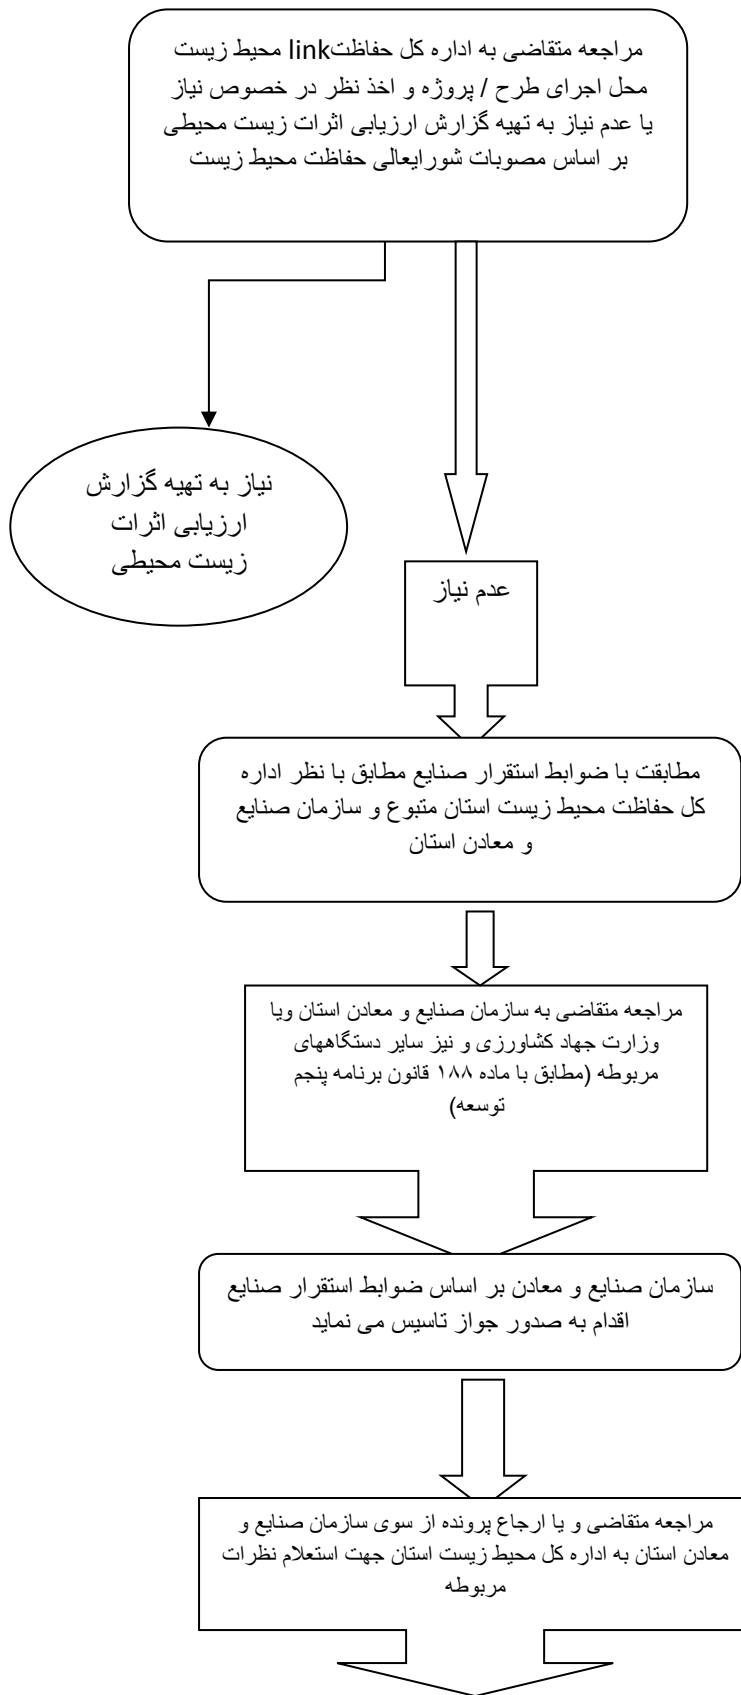 مراجعه متقاضی به اداره کل حفاظتlink محیط زیست
محل اجرای طرح / پروژه و اخذ نظر در خصوص نیاز
یا عدم نیاز به تهیه گزارش ارزیابی اثرات زیست محیطی
بر اساس مصوبات شورایعالی حفاظت محیط زیست
نیاز به تهیه گزارش
ارزیابی اثرات
زیست محیطی
عدم نیاز
مطابقت با ضوابط استقرار صنایع مطابق با نظر اداره
کل حفاظت محیط زیست استان متبوع و سازمان صنایع
و معادن استان
مراجعه متقاضی به سازمان صنایع و معادن استان ویا
وزارت جهاد کشاورزی و نیز سایر دستگاههای
مربوطه (مطابق با ماده ۱۸۸ قانون برنامه پنجم
توسعه)
سازمان صنایع و معادن بر اساس ضوابط استقرار صنایع
اقدام به صدور جواز تاسیس می نماید
مراجعه متقاضی و یا ارجاع پرونده از سوی سازمان صنایع و
معادن استان به اداره کل محیط زیست استان جهت استعلام نظرات
مربوطه